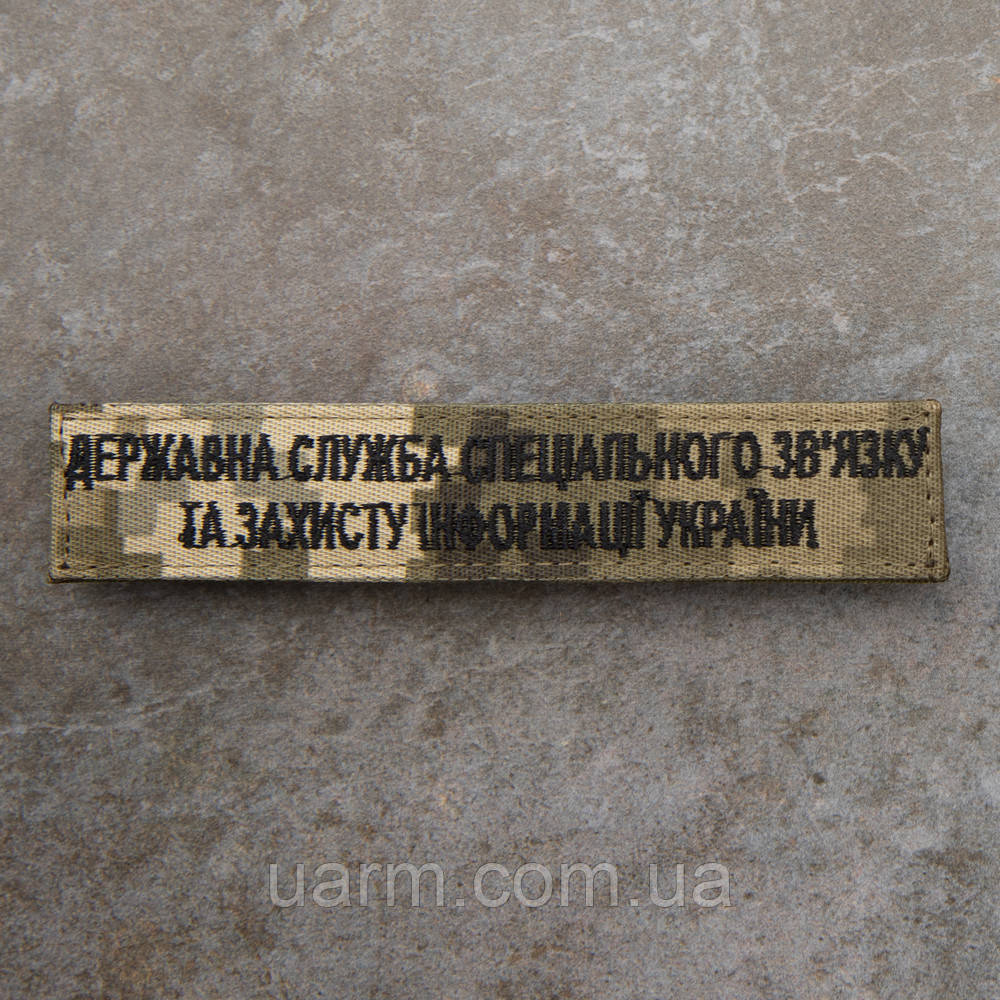 ДЕРЖАВНА СЛУЖБА СПЕЦІАЛЬНОГО ЗВ'ЯЗКУ
ТА ЗАХИСТУ ІНФОРМАЦІЇ УКРАЇНИ
uarm.com.ua